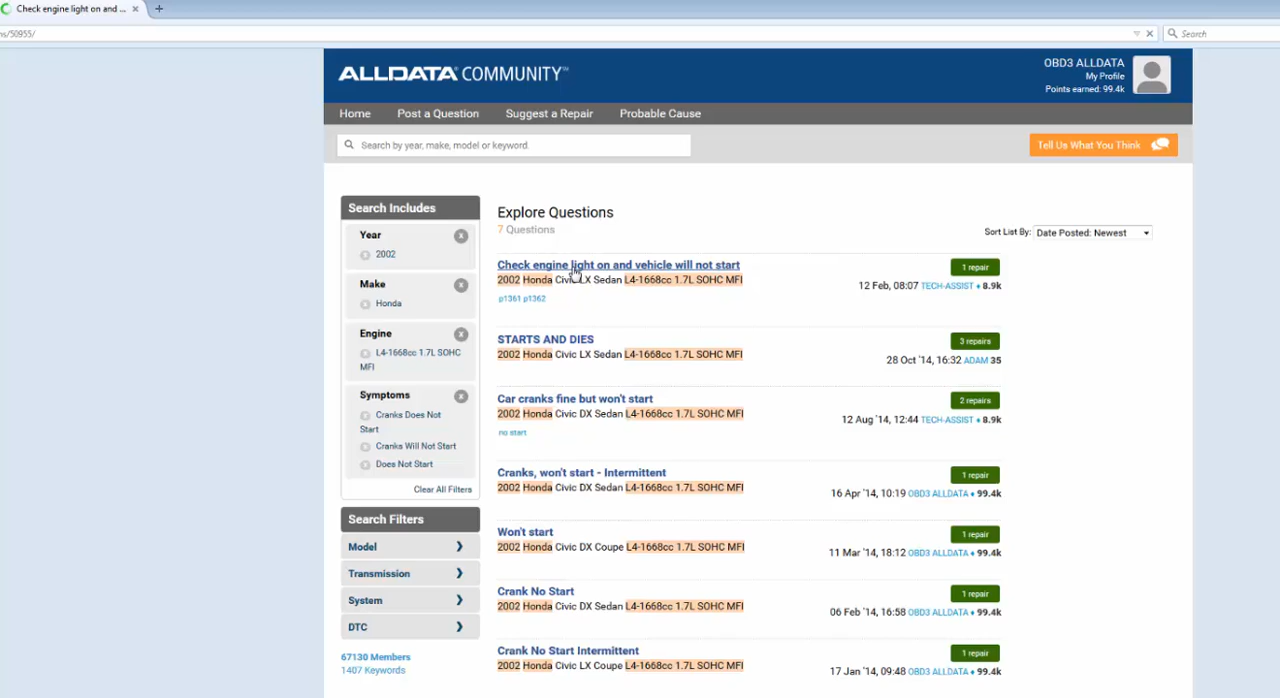 Check engine light on and ...
ns/50955/
Search
ALLDATA COMMUNITY
OBD3 ALLDATA
My Profile
Points earned: 99.4k
Home
Post a Question
Suggest a Repair
Probable Cause
Search by year, make, model or keyword.
Tell Us What You Think
Search Includes
Year
2002
Make
Honda
Engine
L4-1668cc 1.7L SOHC
MFI
Symptoms
Cranks Does Not
Start
Cranks Will Not Start
Does Not Start
Clear All Filters
Search Filters
Model
Transmission
System
DTC
67130 Members
1407 Keywords
Explore Questions
7 Questions
Sort List By: Date Posted: Newest
Check engine light on and vehicle will not start
1 repair
2002 Honda Civic LX Sedan L4-1668cc 1.7L SOHC MFI
12 Feb, 08:07 TECH-ASSIST ♦ 8.9k
p1361 p1362
STARTS AND DIES
3 repairs
2002 Honda Civic LX Sedan L4-1668cc 1.7L SOHC MFI
28 Oct '14, 16:32 ADAM 35
Car cranks fine but won't start
2 repairs
2002 Honda Civic DX Sedan L4-1668cc 1.7L SOHC MFI
12 Aug '14, 12:44 TECH-ASSIST ♦ 8.9k
no start
Cranks, won't start - Intermittent
1 repair
2002 Honda Civic DX Sedan L4-1668cc 1.7L SOHC MFI
16 Apr '14, 10:19 OBD3 ALLDATA ♦ 99.4k
Won't start
1 repair
2002 Honda Civic DX Coupe L4-1668cc 1.7L SOHC MFI
11 Mar '14, 18:12 OBD3 ALLDATA ♦ 99.4k
Crank No Start
1 repair
2002 Honda Civic DX Sedan L4-1668cc 1.7L SOHC MFI
06 Feb '14, 16:58 OBD3 ALLDATA ♦ 99.4k
Crank No Start Intermittent
1 repair
2002 Honda Civic LX Coupe L4-1668cc 1.7L SOHC MFI
17 Jan '14, 09:48 OBD3 ALLDATA ♦ 99.4k